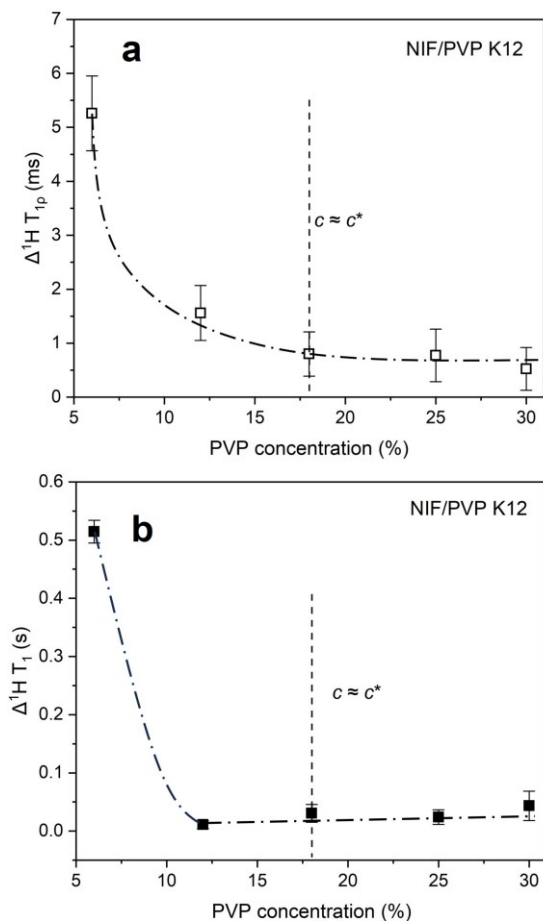 7
a
NIF/PVP K12
6
5
4
3
2
1
0
Δ¹H T₁ρ (ms)
c ≈ c*
5 10 15 20 25 30
PVP concentration (%)
0.6
b
NIF/PVP K12
0.5
0.4
0.3
0.2
0.1
0.0
Δ¹H T₁ (s)
c ≈ c*
5 10 15 20 25 30
PVP concentration (%)